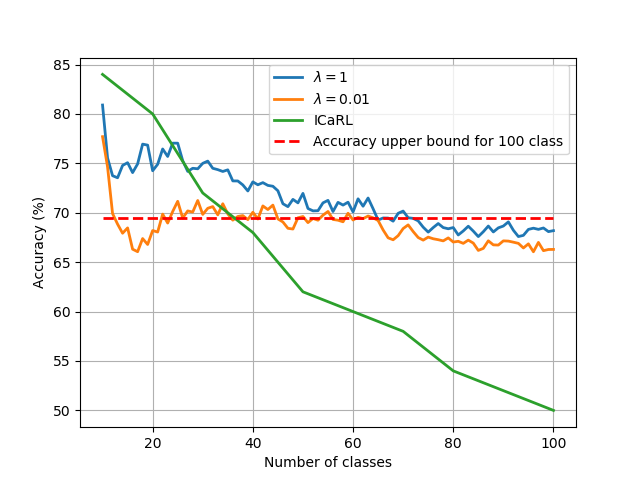 85
80
75
70
65
60
55
50
20
40
60
80
100
Accuracy (%)
Number of classes
λ = 1
λ = 0.01
ICaRL
Accuracy upper bound for 100 class